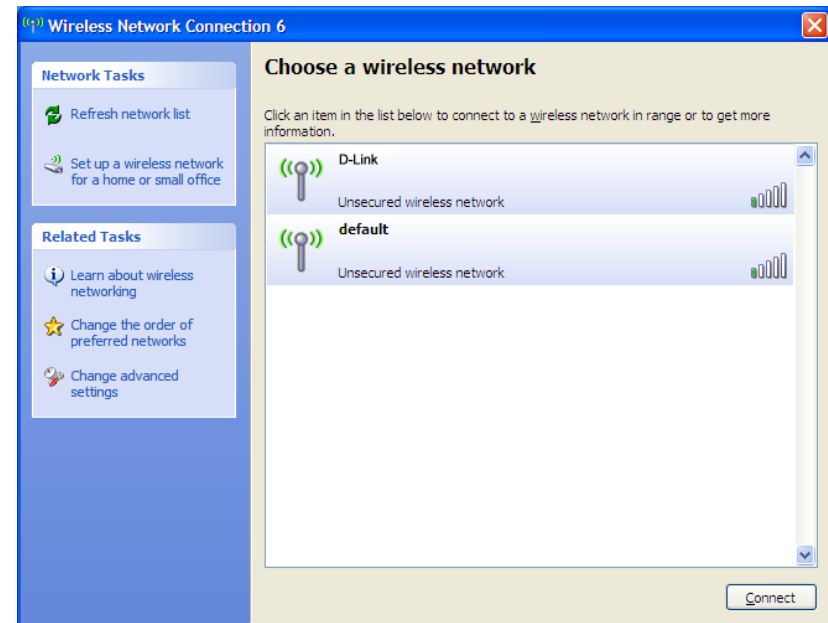 Wireless Network Connection 6
Network Tasks
Refresh network list
Set up a wireless network
for a home or small office
Related Tasks
Learn about wireless
networking
Change the order of
preferred networks
Change advanced
settings
Choose a wireless network
Click an item in the list below to connect to a wireless network in range or to get more
information.
D-Link
Unsecured wireless network
default
Unsecured wireless network
Connect